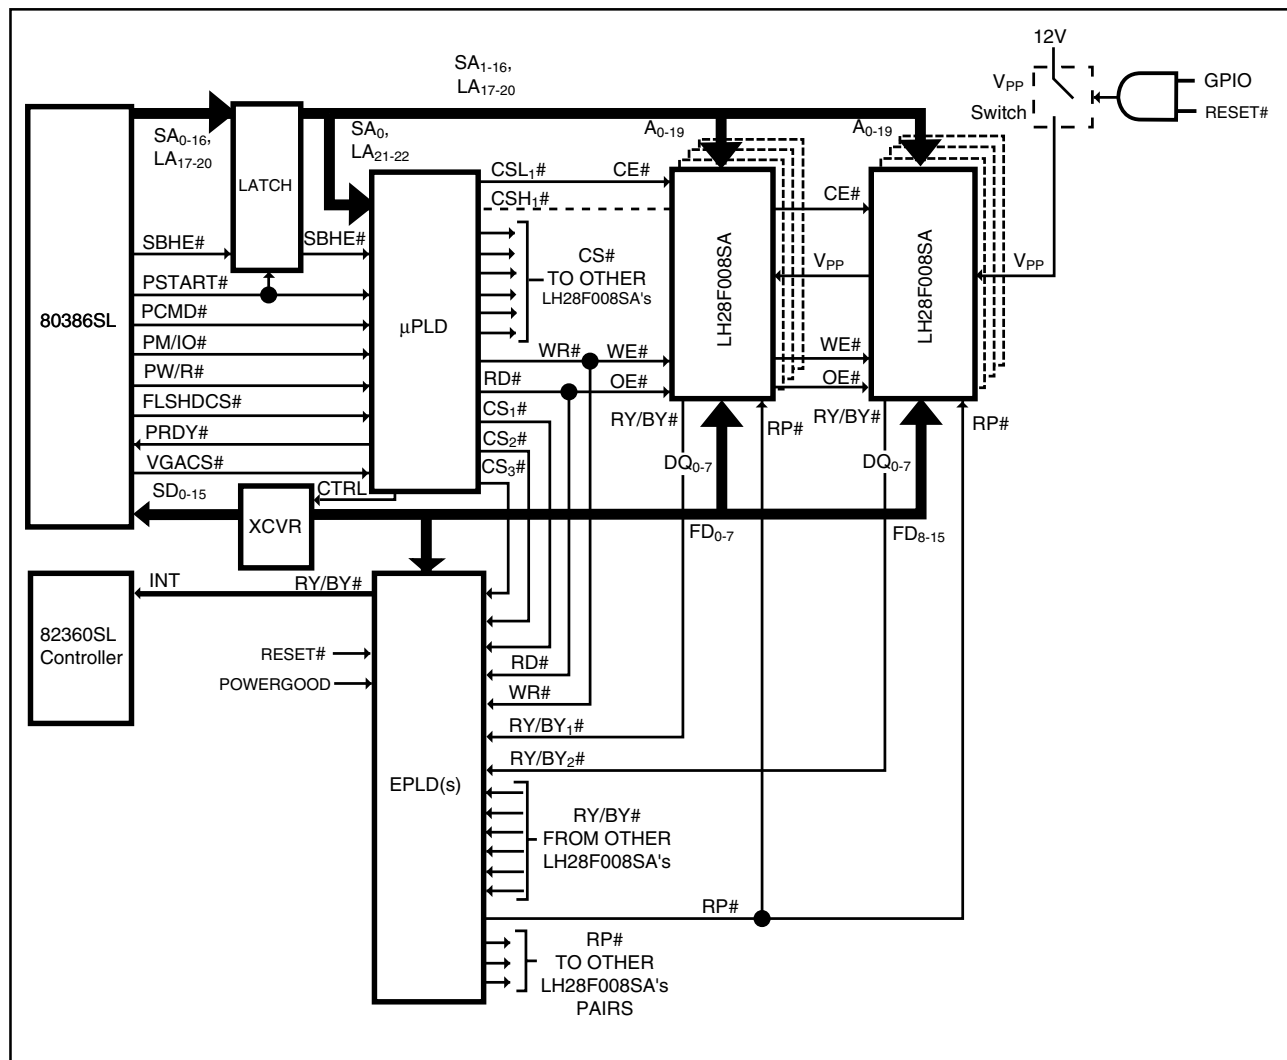 SA1-16,
LA17-20
12V
VPP
Switch
GPIO
RESET#
SA0-16,
LA17-20
SA0,
LA21-22
A0-19
A0-19
LATCH
CSL1#
CE#
CSH1#
CE#
SBHE#
SBHE#
CS#
TO OTHER
LH28F008SA's
LH28F008SA
LH28F008SA
VPP
VPP
PSTART#
80386SL
PCMD#
µPLD
PM/IO#
WR#
WE#
WE#
PW/R#
RD#
OE#
OE#
FLSHDCS#
CS1#
RY/BY#
RP#
RY/BY#
RP#
PRDY#
CS2#
VGACS#
CS3#
DQ0-7
DQ0-7
SD0-15
CTRL
XCVR
FD0-7
FD8-15
INT
RY/BY#
82360SL
Controller
RESET#
RD#
POWERGOOD
WR#
RY/BY1#
RY/BY2#
EPLD(s)
RY/BY#
FROM OTHER
LH28F008SA's
RP#
RP#
TO OTHER
LH28F008SA's
PAIRS